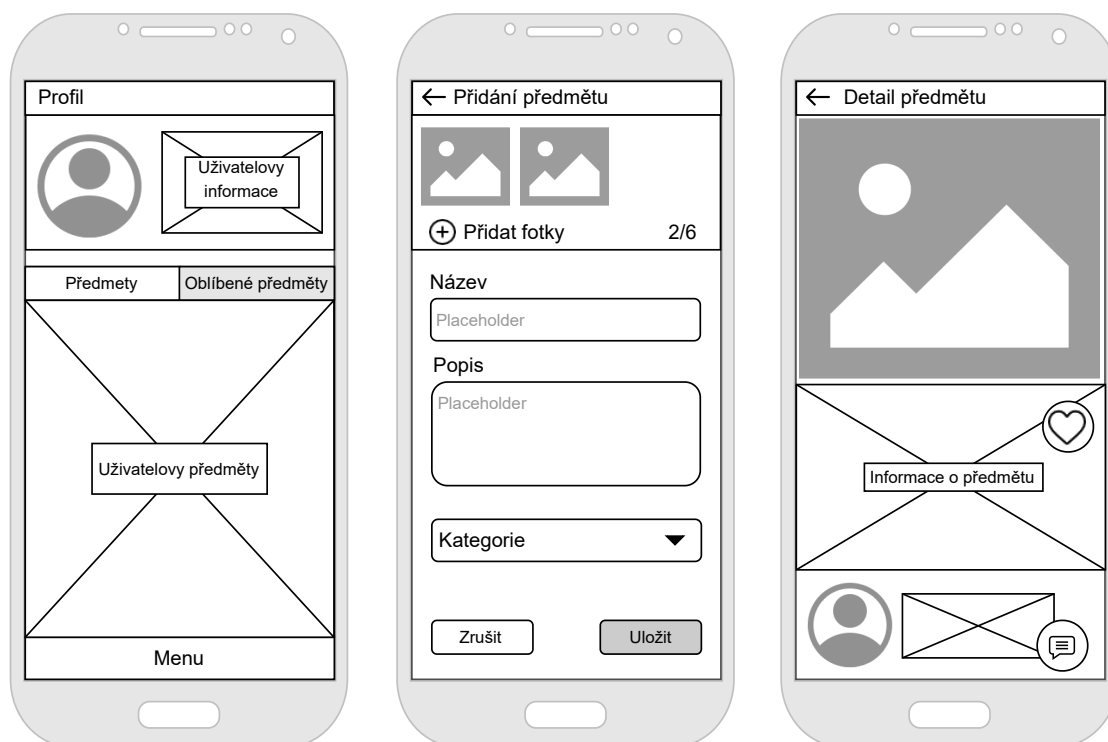 Profil
Uživatelovy
informace
Předmety
Oblíbené předměty
Uživatelovy předměty
Menu
Přidání předmětu
Přidat fotky
2/6
Název
Placeholder
Popis
Placeholder
Kategorie
Zrušit
Uložit
Detail předmětu
Informace o předmětu